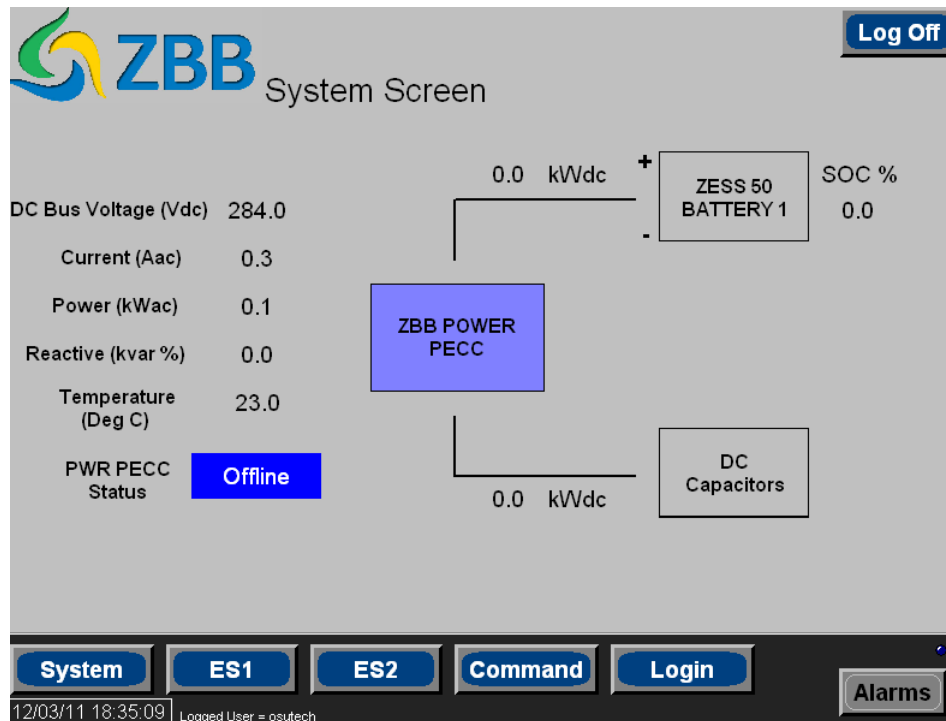 Log Off
ZBB
System Screen
0.0 kWdc
+
ZESS 50
BATTERY 1
-
SOC %
0.0
DC Bus Voltage (Vdc) 284.0
Current (Aac) 0.3
Power (kWac) 0.1
Reactive (kvar %) 0.0
Temperature
(Deg C)
23.0
PWR PECC
Status
Offline
ZBB POWER
PECC
DC
Capacitors
0.0 kWdc
System ES1 ES2 Command Login
Alarms
12/03/11 18:35:09 Logged User = osutech